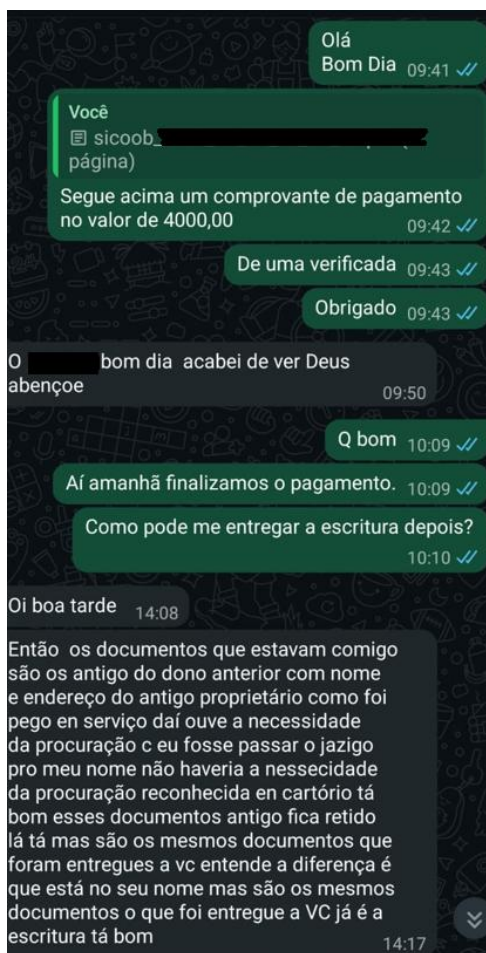 Olá
Bom Dia 09:41
Você
sicoob_
página)
Segue acima um comprovante de pagamento
no valor de 4000,00
09:42
De uma verificada 09:43
Obrigado 09:43
O bom dia acabei de ver Deus
abençoe
09:50
Q bom 10:09
Aí amanhã finalizamos o pagamento. 10:09
Como pode me entregar a escritura depois?
10:10
Oi boa tarde 14:08
Então os documentos que estavam comigo
são os antigo do dono anterior com nome
e endereço do antigo proprietário como foi
pego en serviço daí ouve a necessidade
da procuração c eu fosse passar o jazigo
pro meu nome não haveria a nessecidade
da procuração reconhecida en cartório tá
bom esses documentos antigo fica retido
lá tá mas são os mesmos documentos que
foram entregues a vc entende a diferença é
que está no seu nome mas são os mesmos
documentos o que foi entregue a VC já é a
escritura tá bom
14:17